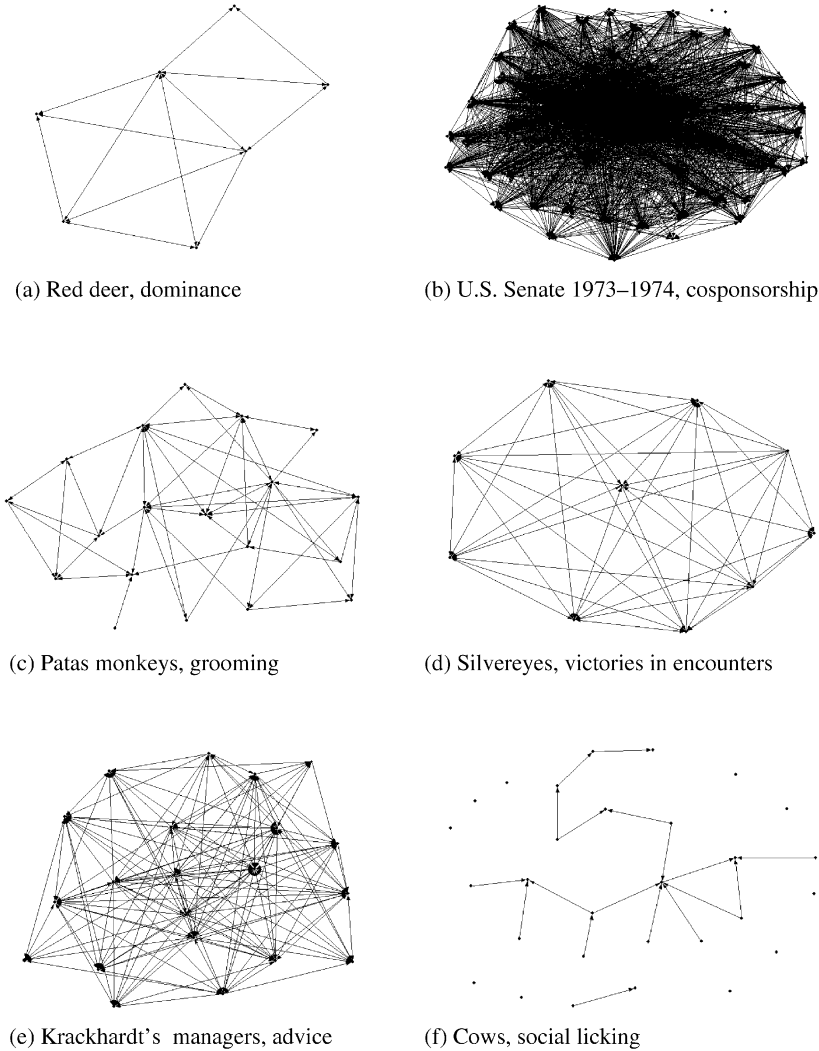 (a) Red deer, dominance
(b) U.S. Senate 1973–1974, cosponsorship
(c) Patas monkeys, grooming
(d) Silvereyes, victories in encounters
(e) Krackhardt's managers, advice
(f) Cows, social licking